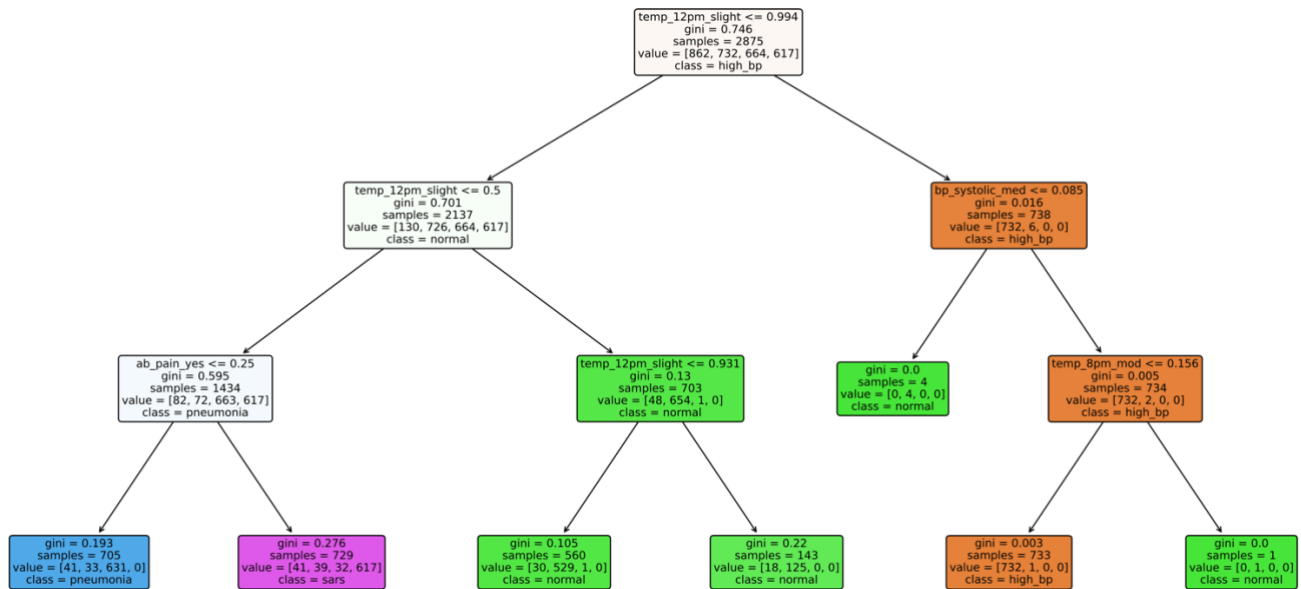 temp_12pm_slight <= 0.994
gini = 0.746
samples = 2875
value = [862, 732, 664, 617]
class = high_bp
temp_12pm_slight <= 0.5
gini = 0.701
samples = 2137
value = [130, 726, 664, 617]
class = normal
bp_systolic_med <= 0.085
gini = 0.016
samples = 738
value = [732, 6, 0, 0]
class = high_bp
ab_pain_yes <= 0.25
gini = 0.595
samples = 1434
value = [82, 72, 663, 617]
class = pneumonia
temp_12pm_slight <= 0.931
gini = 0.13
samples = 703
value = [48, 654, 1, 0]
class = normal
gini = 0.0
samples = 4
value = [0, 4, 0, 0]
class = normal
temp_8pm_mod <= 0.156
gini = 0.005
samples = 734
value = [732, 2, 0, 0]
class = high_bp
gini = 0.193
samples = 705
value = [41, 33, 631, 0]
class = pneumonia
gini = 0.276
samples = 729
value = [41, 39, 32, 617]
class = sars
gini = 0.105
samples = 560
value = [30, 529, 1, 0]
class = normal
gini = 0.22
samples = 143
value = [18, 125, 0, 0]
class = normal
gini = 0.003
samples = 733
value = [732, 1, 0, 0]
class = high_bp
gini = 0.0
samples = 1
value = [0, 1, 0, 0]
class = normal